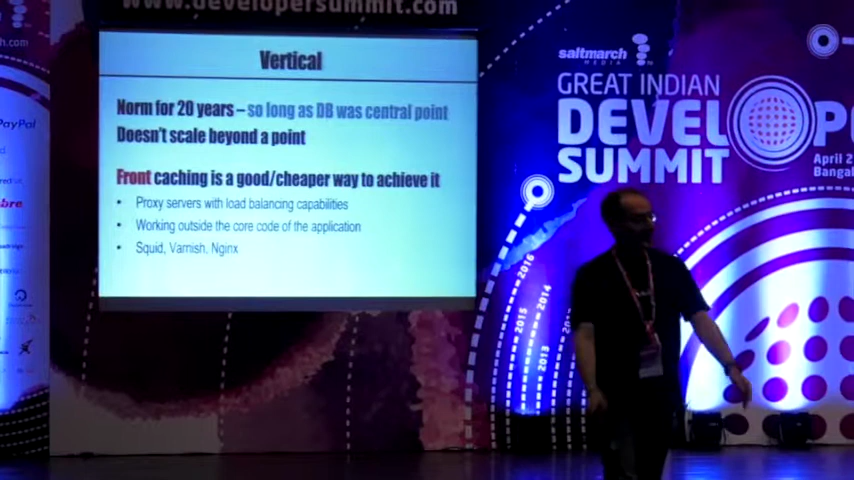 www.developersummit.com
Vertical
Norm for 20 years – so long as DB was central point
Doesn't scale beyond a point
Front caching is a good/cheaper way to achieve it
• Proxy servers with load balancing capabilities
• Working outside the core code of the application
• Squid, Varnish, Nginx
saltmarch
MEDIA
GREAT INDIAN
DEVELOP
SUMMIT
April 2
Bangal
2016
2015
2014
2013
.com
PayPal